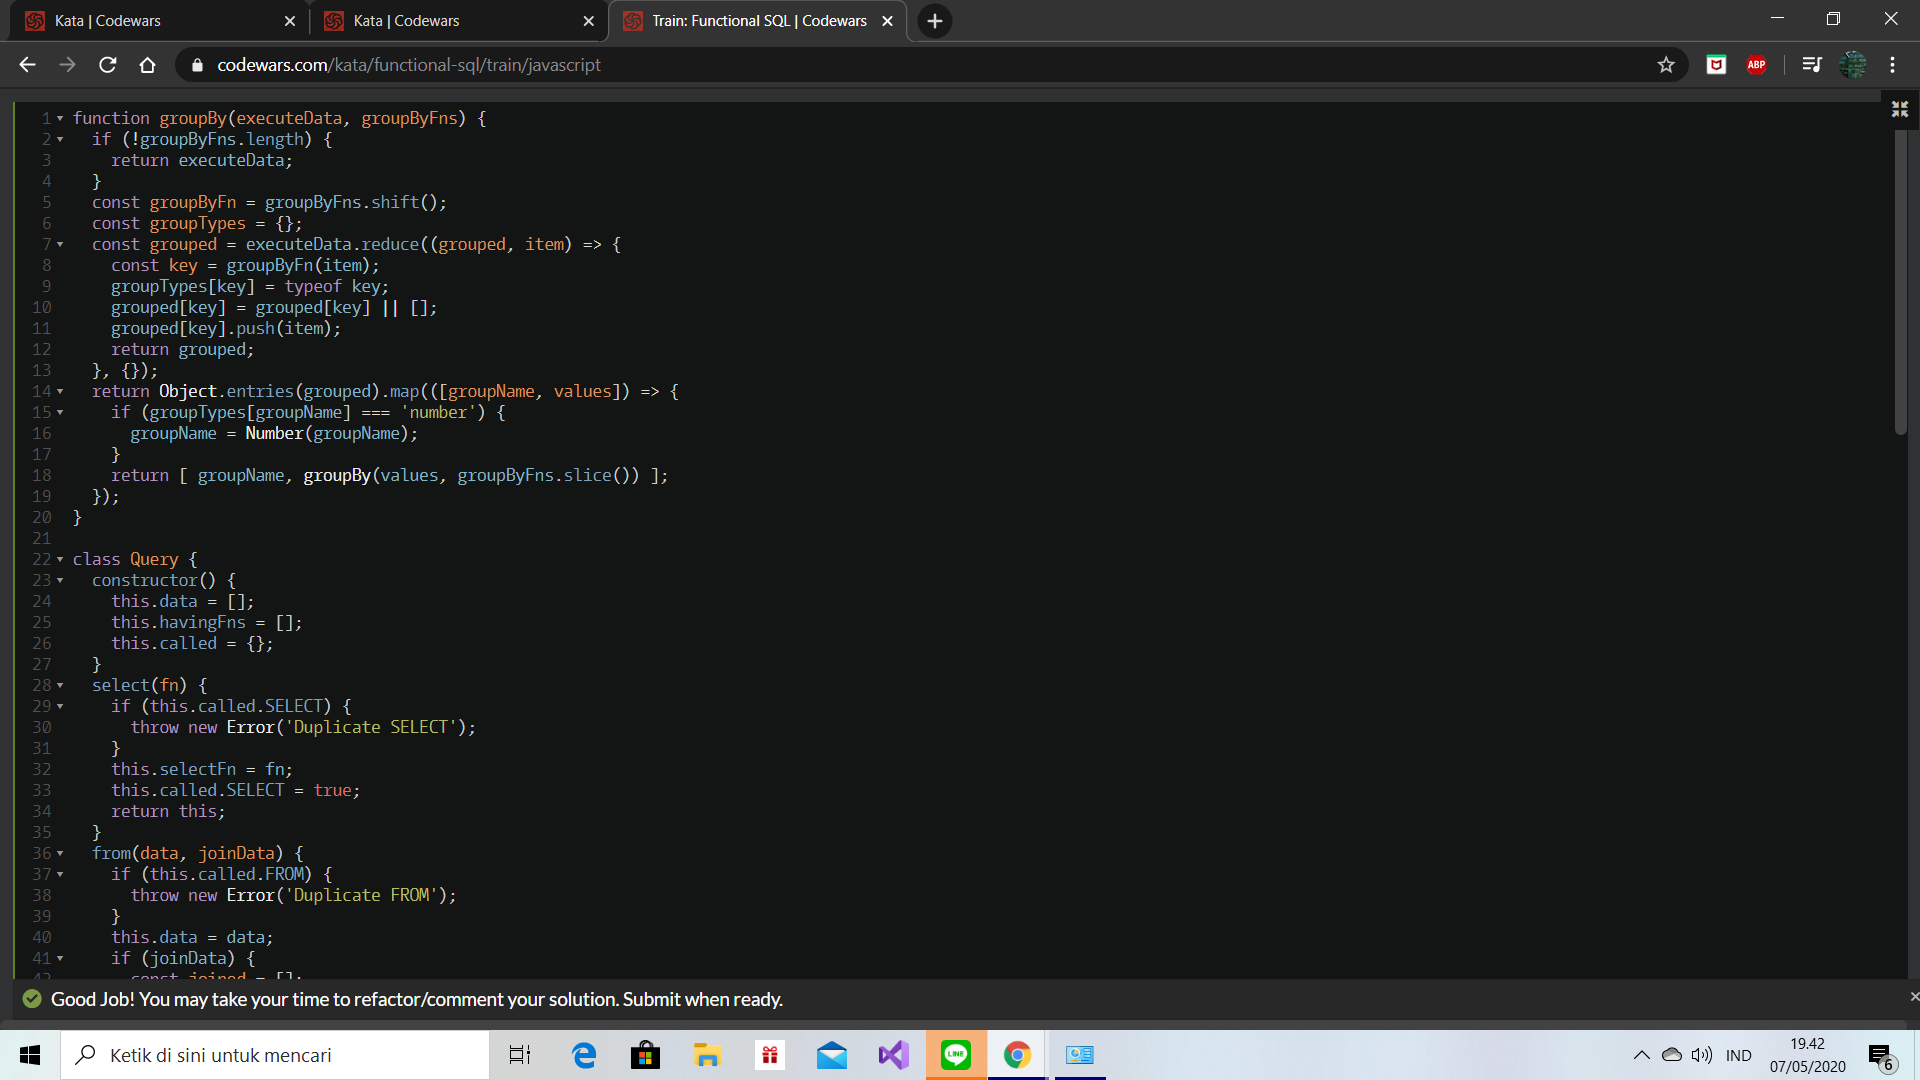 Kata | Codewars
Kata | Codewars
Train: Functional SQL | Codewars
codewars.com/kata/functional-sql/train/javascript
ABP
1 function groupBy(executeData, groupByFns) {
2 if (!groupByFns.length) {
3 return executeData;
4 }
5 const groupByFn = groupByFns.shift();
6 const groupTypes = {};
7 const grouped = executeData.reduce((grouped, item) => {
8 const key = groupByFn(item);
9 groupTypes[key] = typeof key;
10 grouped[key] = grouped[key] || [];
11 grouped[key].push(item);
12 return grouped;
13 }, {});
14 return Object.entries(grouped).map(([groupName, values]) => {
15 if (groupTypes[groupName] === 'number') {
16 groupName = Number(groupName);
17 }
18 return [ groupName, groupBy(values, groupByFns.slice()) ];
19 });
20 }
21
22 class Query {
23 constructor() {
24 this.data = [];
25 this.havingFns = [];
26 this.called = {};
27 }
28 select(fn) {
29 if (this.called.SELECT) {
30 throw new Error('Duplicate SELECT');
31 }
32 this.selectFn = fn;
33 this.called.SELECT = true;
34 return this;
35 }
36 from(data, joinData) {
37 if (this.called.FROM) {
38 throw new Error('Duplicate FROM');
39 }
40 this.data = data;
41 if (joinData) {
42 const joined = [];
Good Job! You may take your time to refactor/comment your solution. Submit when ready.
Ketik di sini untuk mencari
LINE
IND
19.42
07/05/2020
6